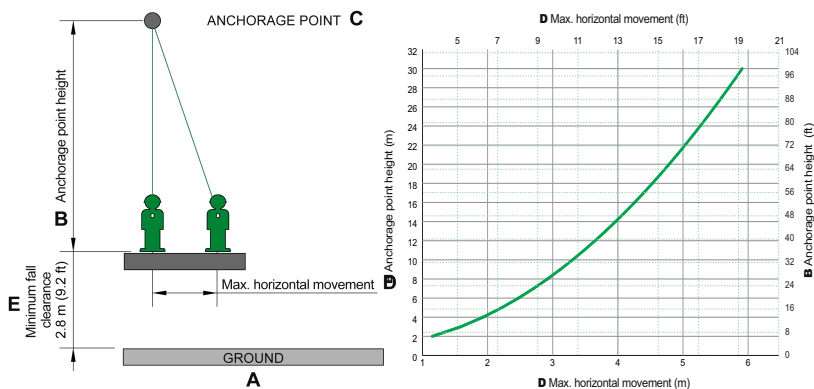 ANCHORAGE POINT C
Anchorage point height
B
Max. horizontal movement D
E
Minimum fall
clearance
2.8 m (9.2 ft)
GROUND
A
D Max. horizontal movement (ft)
5 7 9 11 13 15 17 19 21
B Anchorage point height (m)
32
30
28
26
24
22
20
18
16
14
12
10
8
6
4
2
0
104
96
88
80
72
64
56
48
40
32
24
16
8
0
B Anchorage point height (ft)
1 2 3 4 5 6
D Max. horizontal movement (m)